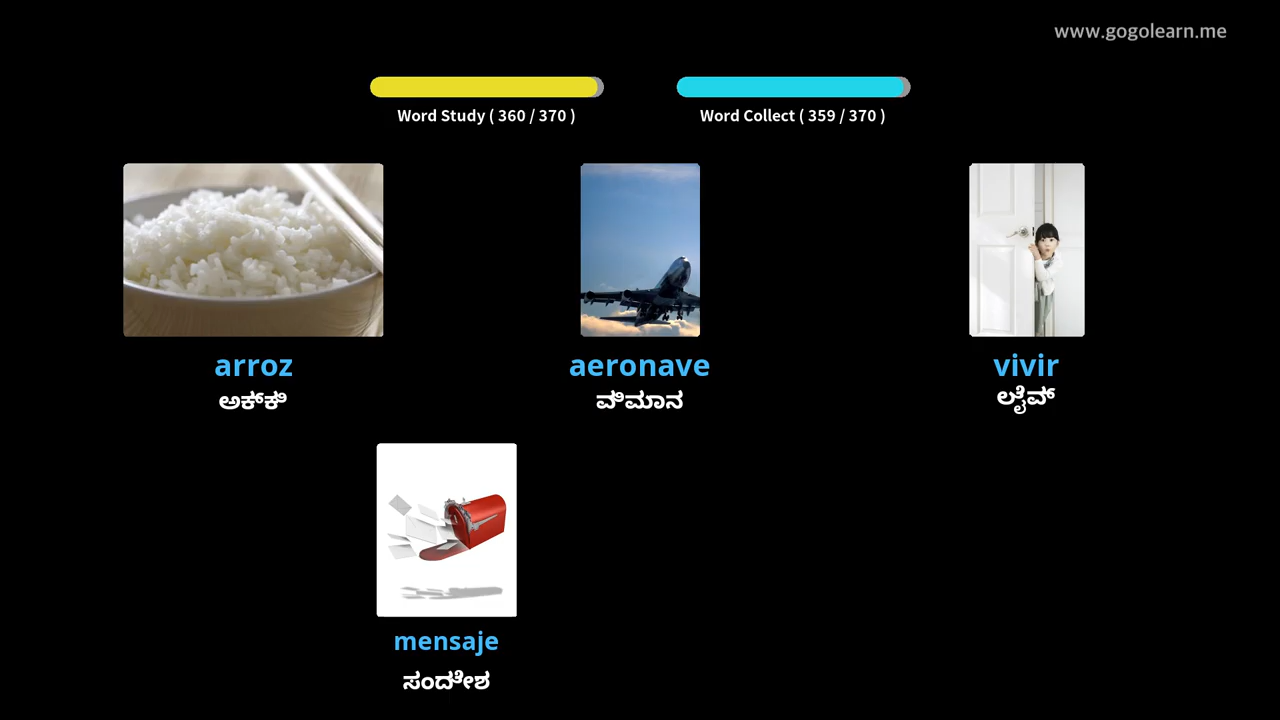 www.gogolearn.me
Word Study ( 360 / 370 )
Word Collect ( 359 / 370 )
arroz
aeronave
vivir
ಅಕ್ಕಿ
ವಿಮಾನ
ಲೈವ್
mensaje
ಸಂದೇಶ